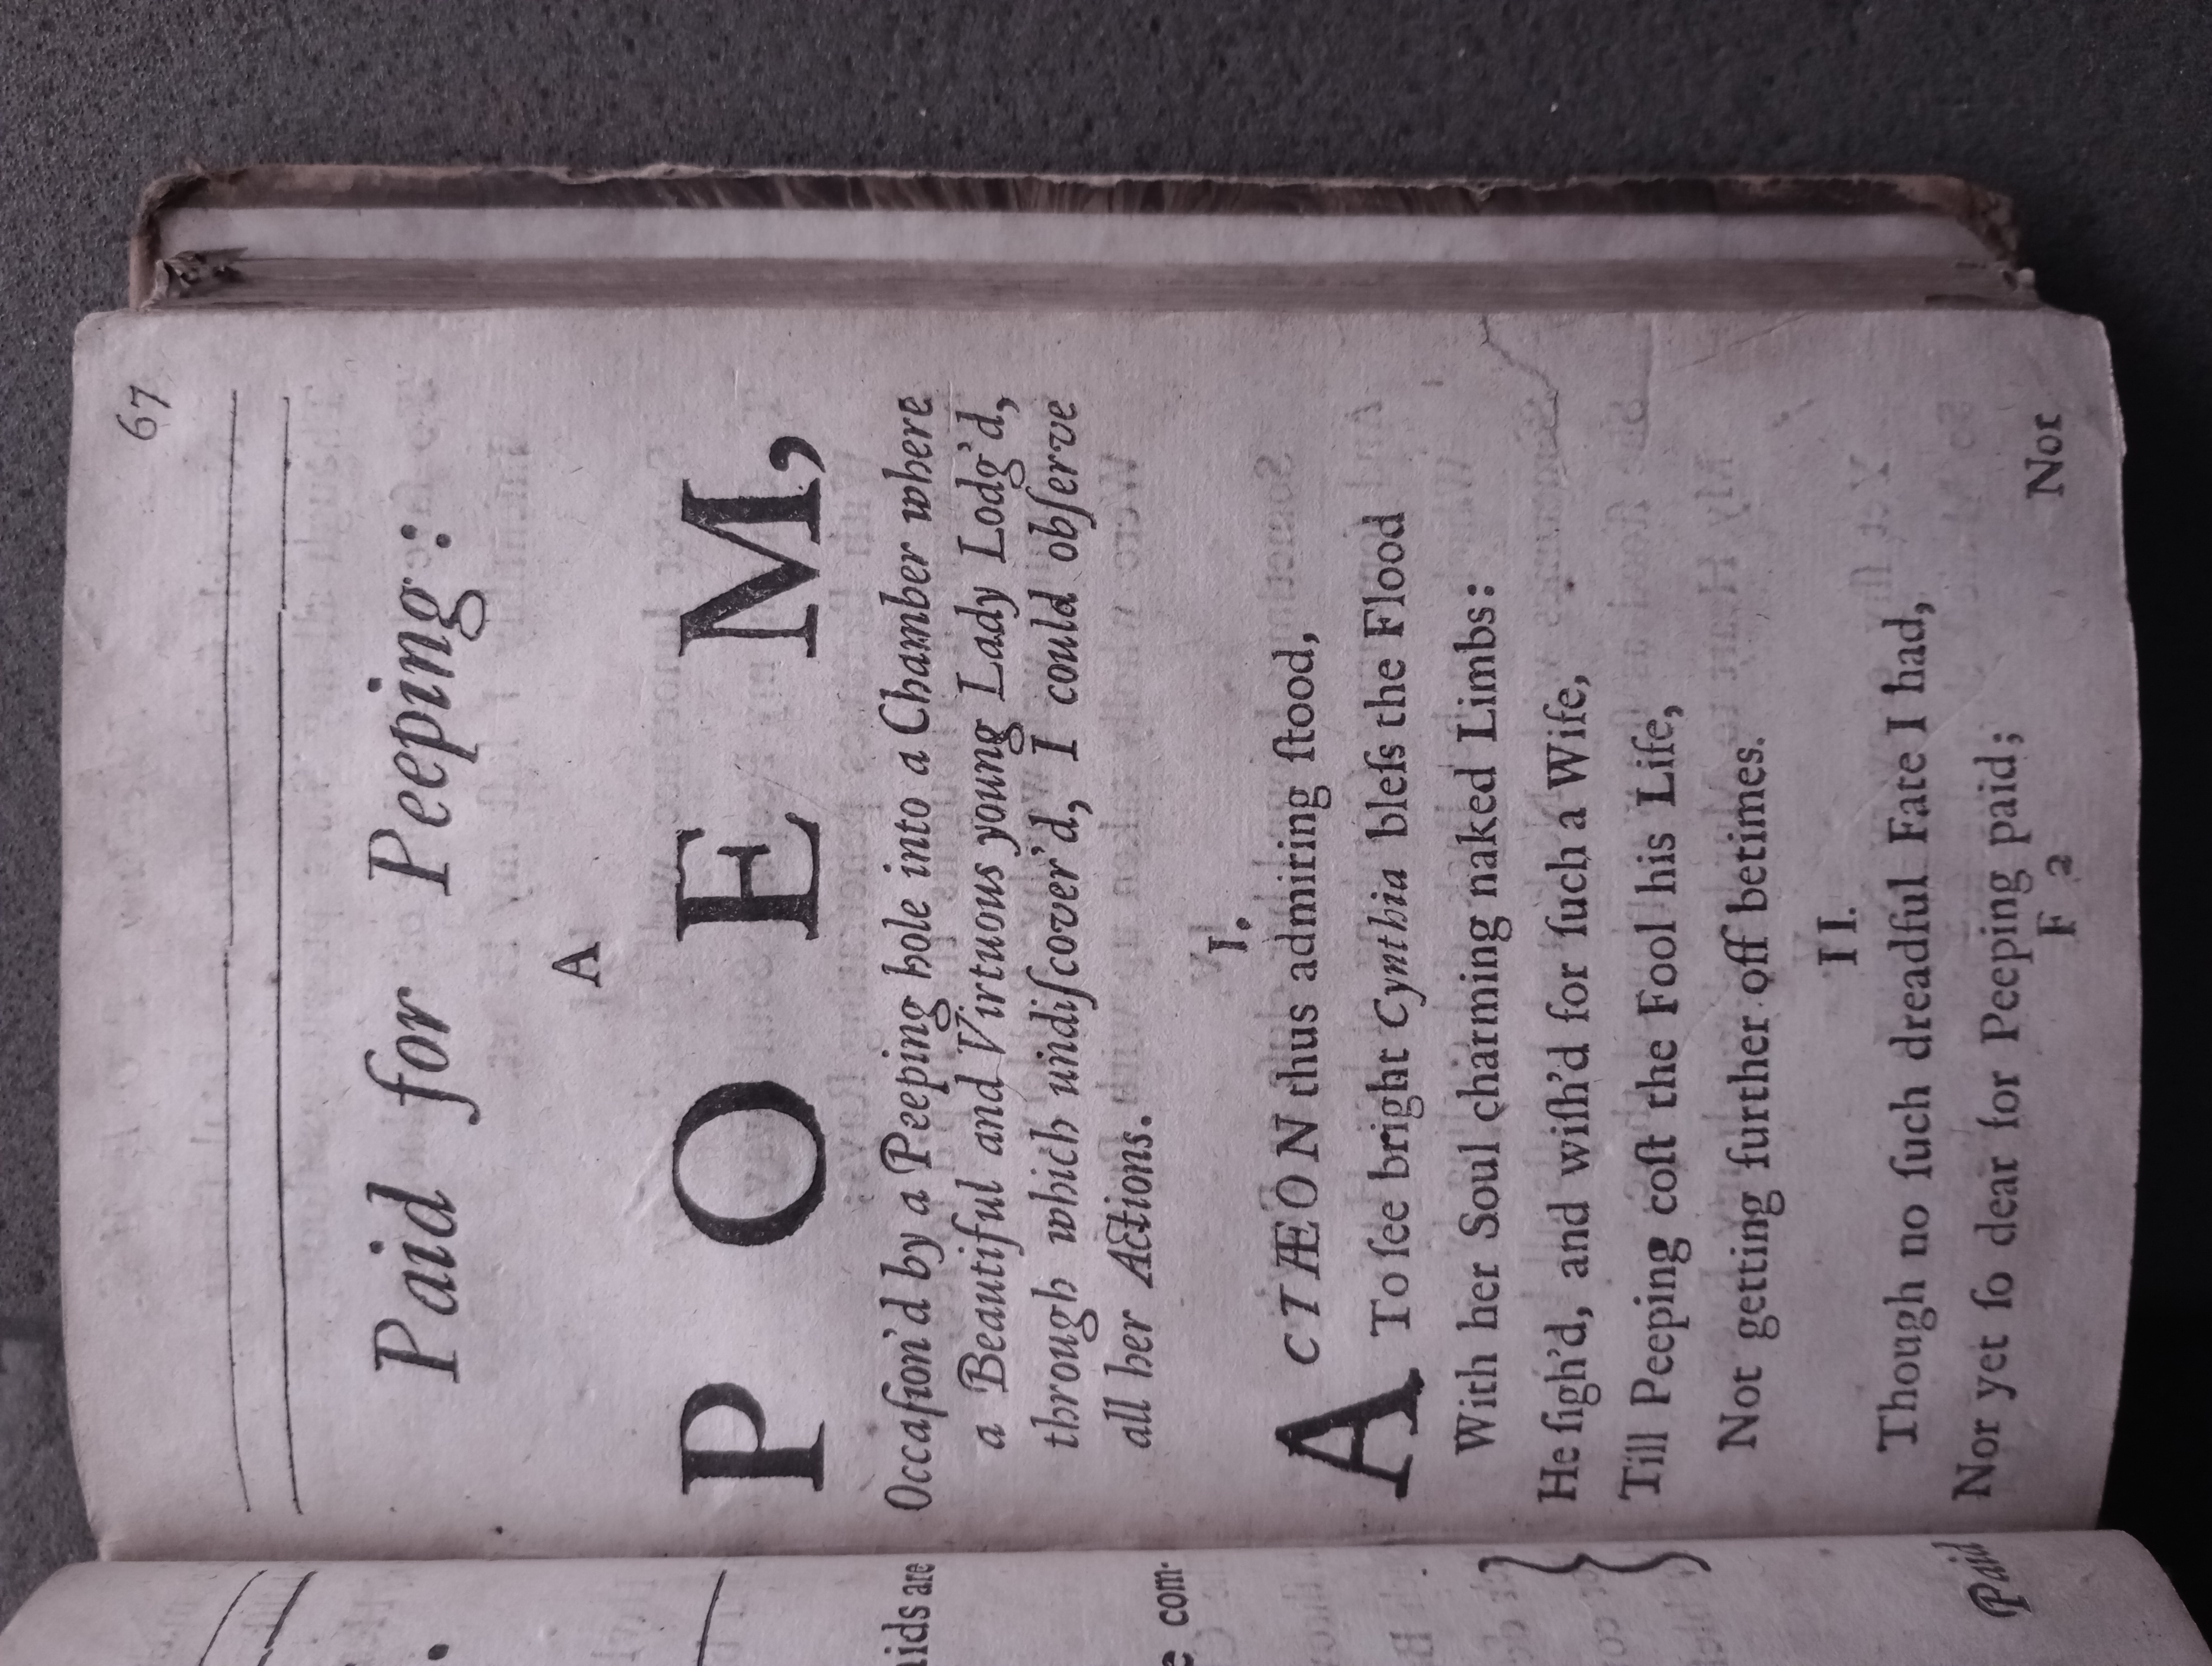 67
Paid for Peeping:
A
POEM,
Occaſion'd by a Peeping hole into a Chamber where
a Beautiful and Virtuous young Lady Lodg'd,
through which undiſcover'd, I could obſerve
all her Actions.
I.
ACTÆON thus admiring ſtood,
To ſee bright Cynthia bleſs the Flood
With her Soul charming naked Limbs:
He ſigh'd, and wiſh'd for ſuch a Wife,
Till Peeping coſt the Fool his Life,
Not getting further off betimes.
II.
Though no ſuch dreadful Fate I had,
Nor yet ſo dear for Peeping paid;
F 2
Nor
are
com-
Paid